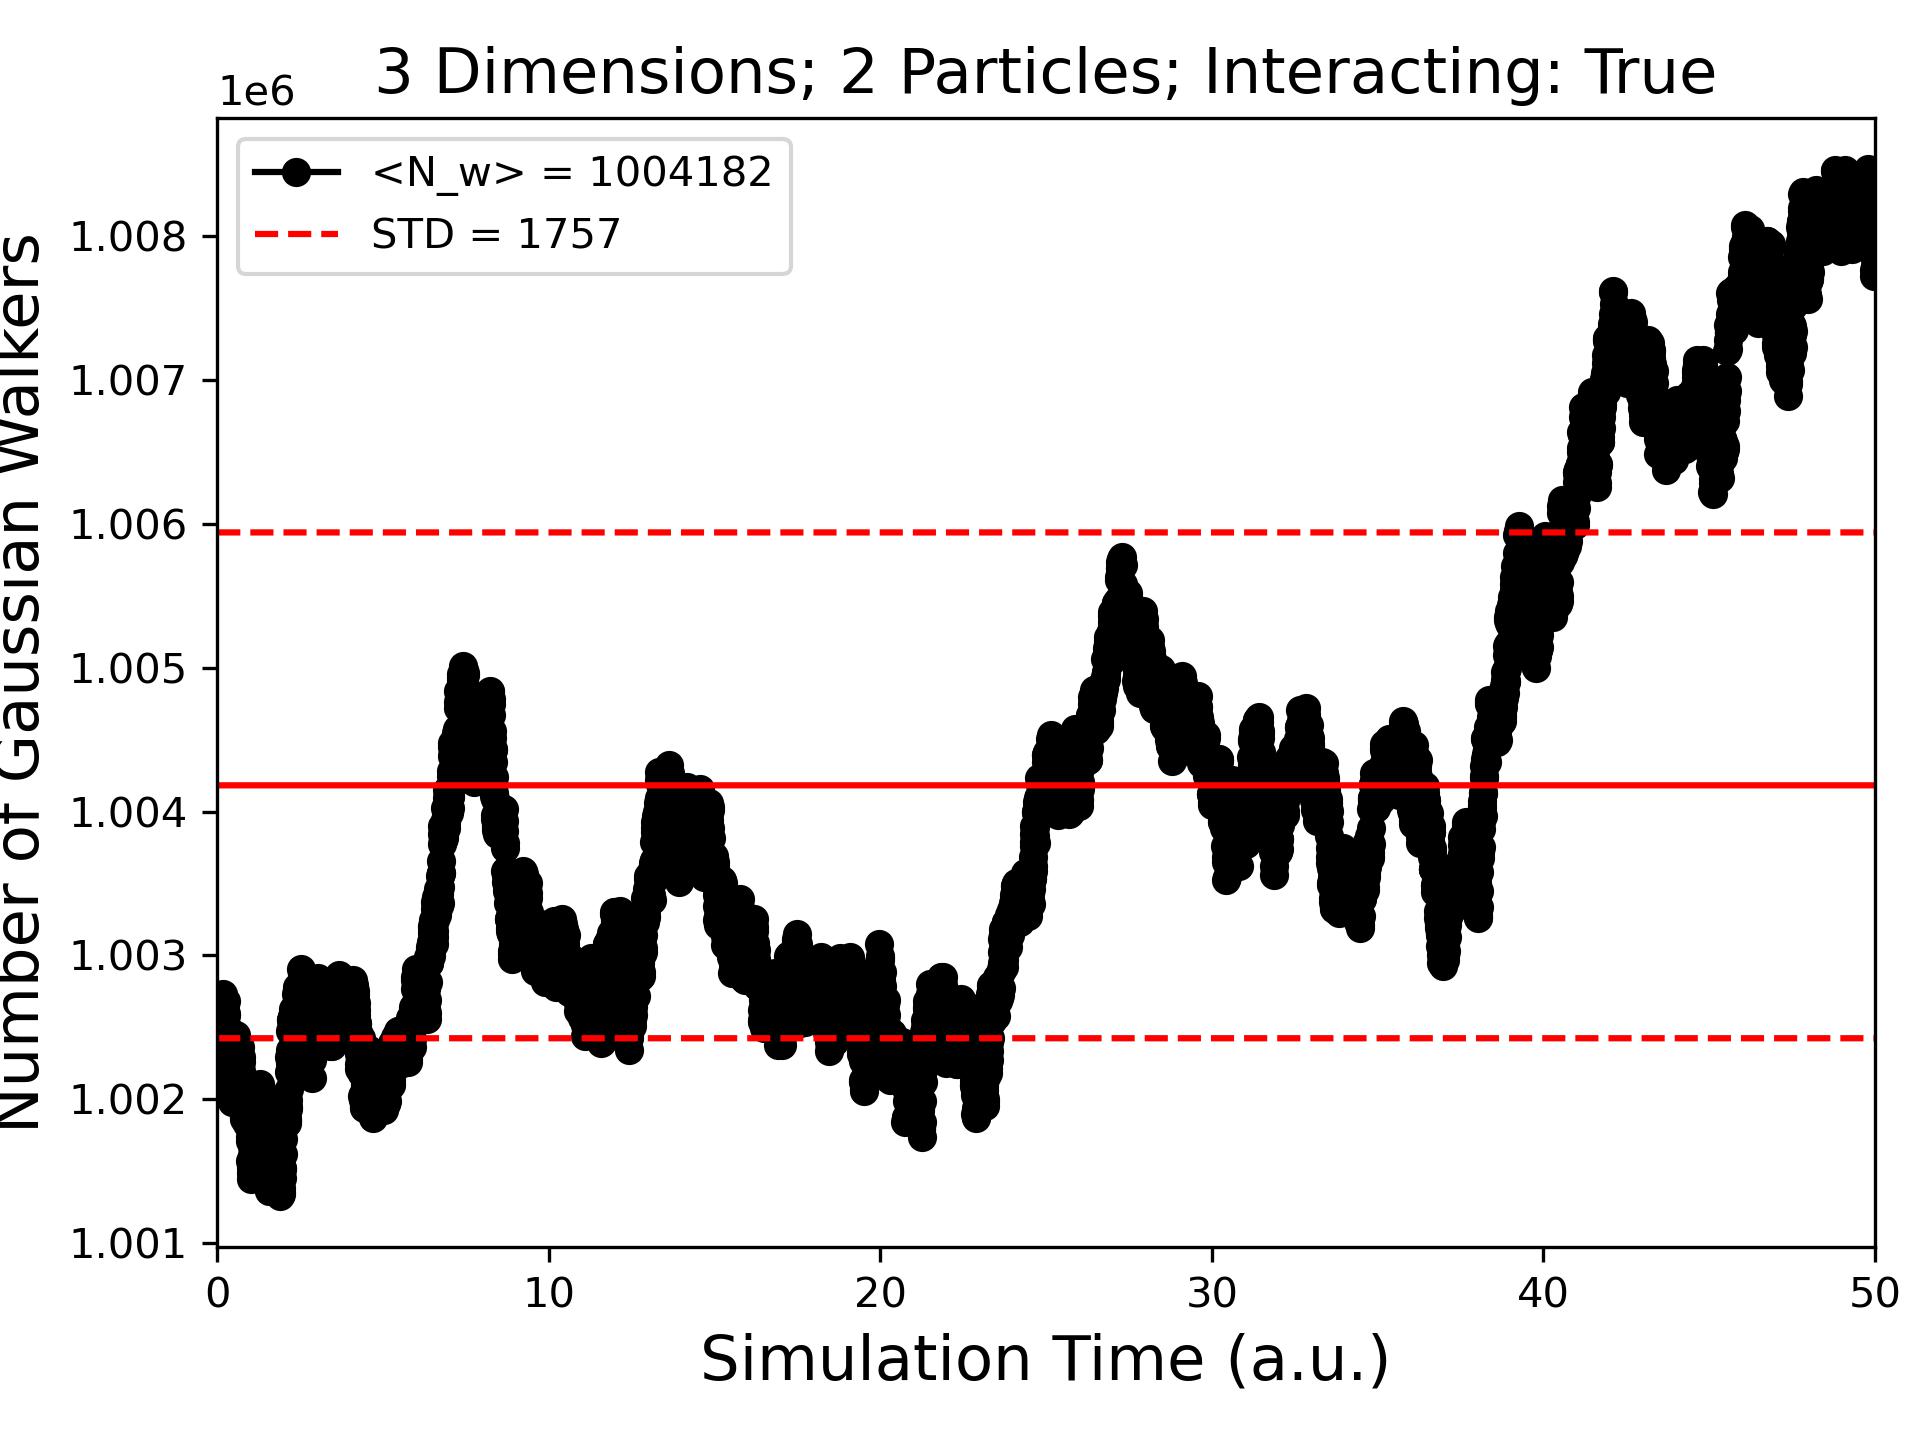 3 Dimensions; 2 Particles; Interacting: True
1e6
<N_w> = 1004182
STD = 1757
Number of Gaussian Walkers
1.008
1.007
1.006
1.005
1.004
1.003
1.002
1.001
0 10 20 30 40 50
Simulation Time (a.u.)